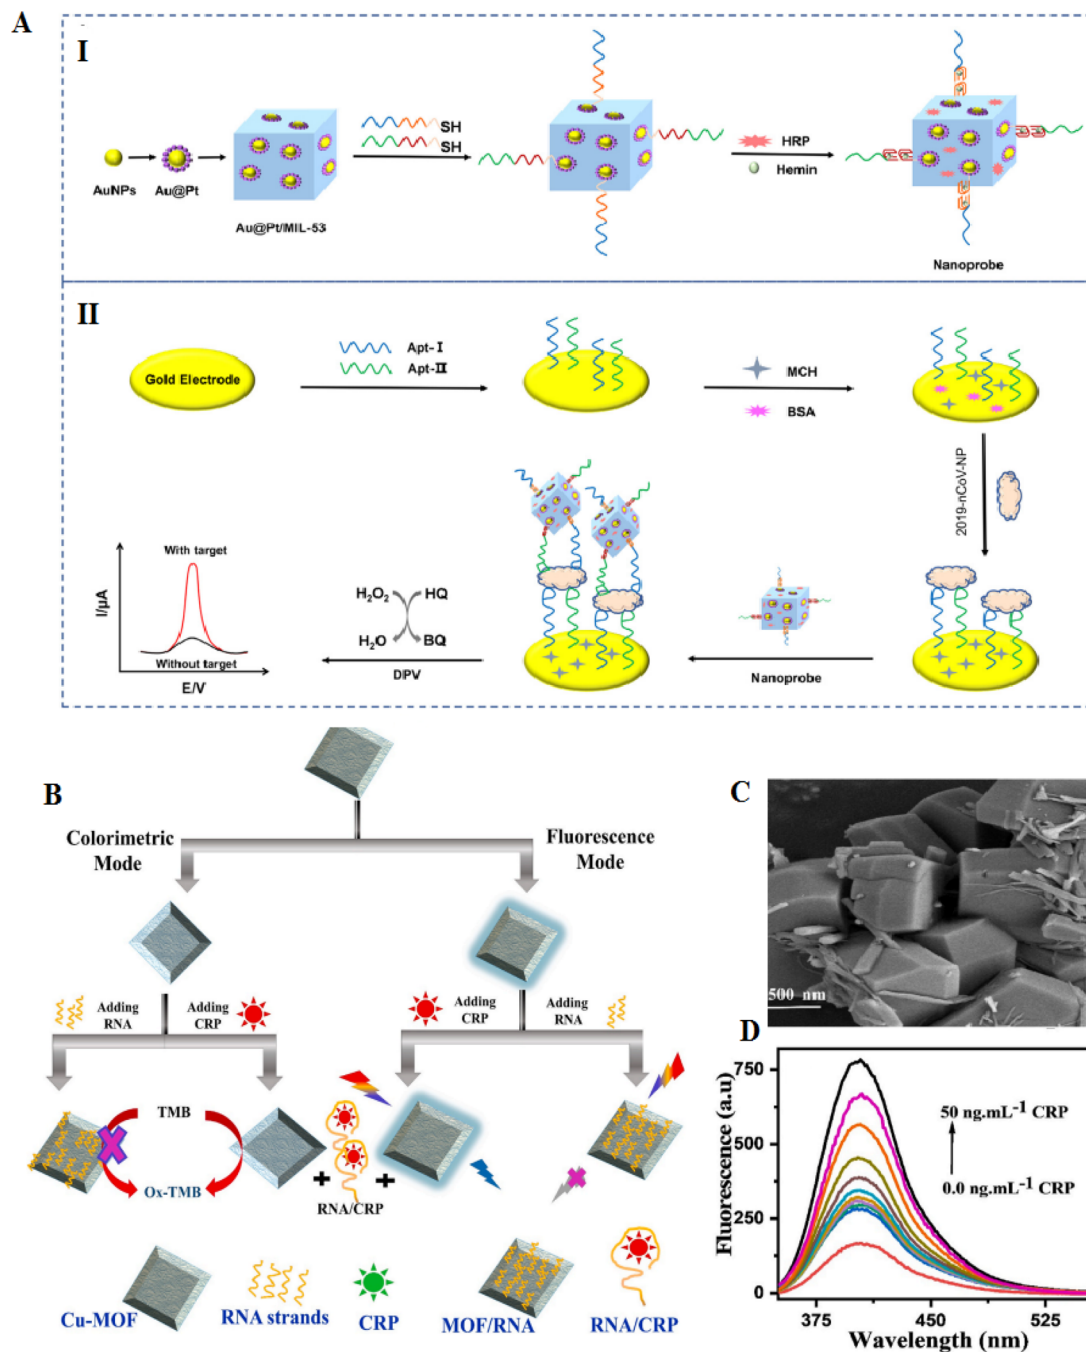 A
I
SH
SH
HRP
Hemin
AuNPs
Au@Pt
Au@Pt/MIL-53
Nanoprobe
II
Gold Electrode
Apt-I
Apt-II
MCH
BSA
2019-nCoV-NP
With target
Without target
I/μA
E/V
H₂O₂
HQ
H₂O
BQ
DPV
Nanoprobe
B
Colorimetric
Mode
Fluorescence
Mode
Adding
RNA
Adding
CRP
Adding
CRP
Adding
RNA
TMB
Ox-TMB
RNA/CRP
Cu-MOF
RNA strands
CRP
MOF/RNA
RNA/CRP
C
500 nm
D
Fluorescence (a.u)
750
500
250
0
50 ng.mL⁻¹ CRP
0.0 ng.mL⁻¹ CRP
375
450
525
Wavelength (nm)